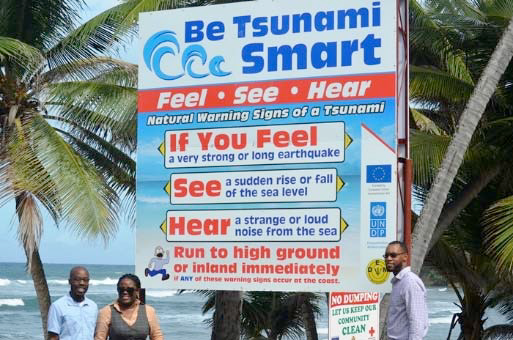 Be Tsunami
Smart
Feel · See · Hear
Natural Warning Signs of a Tsunami
If You Feel
a very strong or long earthquake
See a sudden rise or fall
of the sea level
Hear a strange or loud
noise from the sea
Run to high ground
or inland immediately
if ANY of these warning signs occur at the coast.
U N
D P
NO DUMPING
LET US KEEP OUR
COMMUNITY
CLEAN